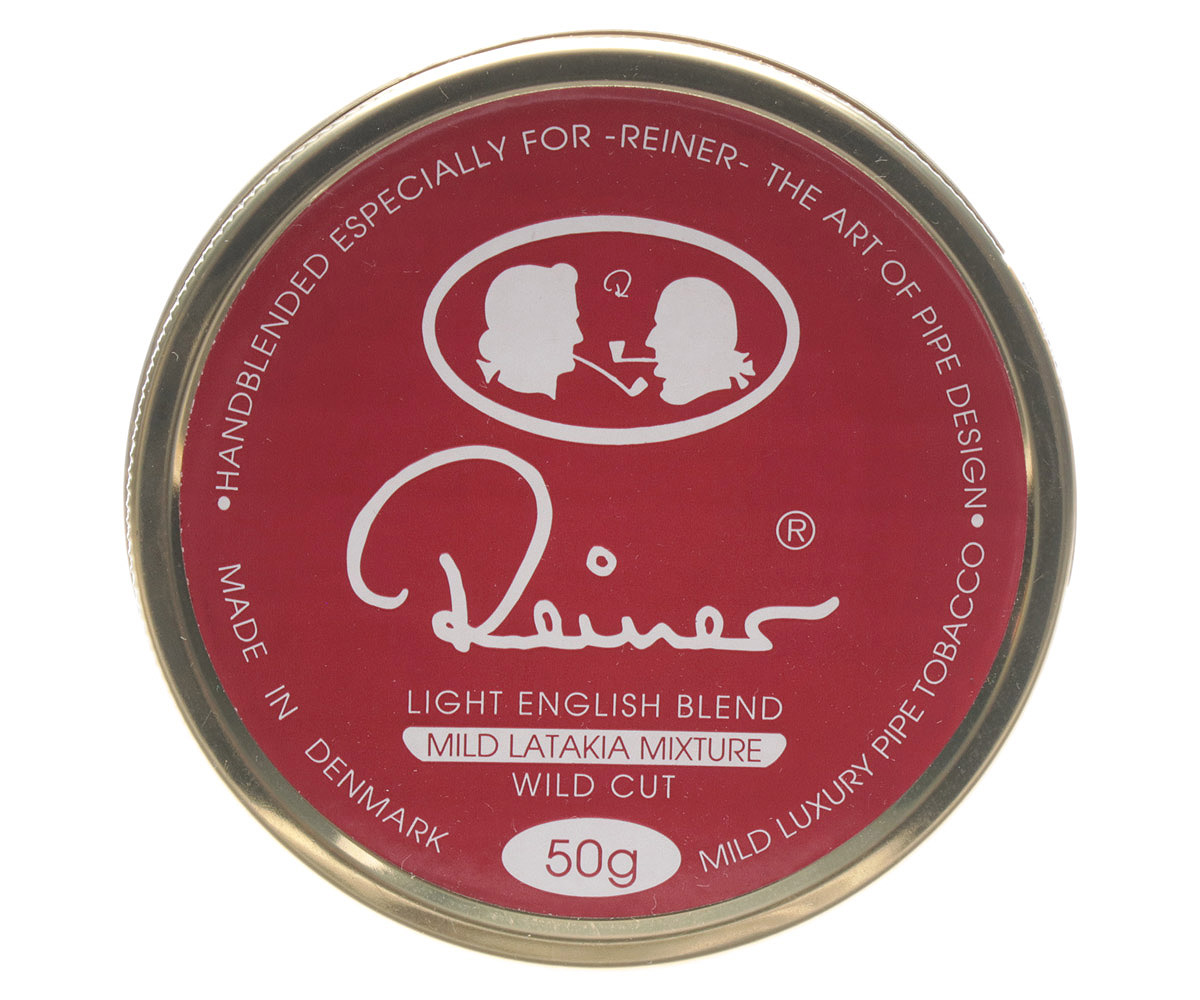 •HANDBLENDED ESPECIALLY FOR -REINER- THE ART OF PIPE DESIGN•
R
Reiner ®
LIGHT ENGLISH BLEND
MILD LATAKIA MIXTURE
WILD CUT
50g
MADE IN DENMARK
MILD LUXURY PIPE TOBACCO